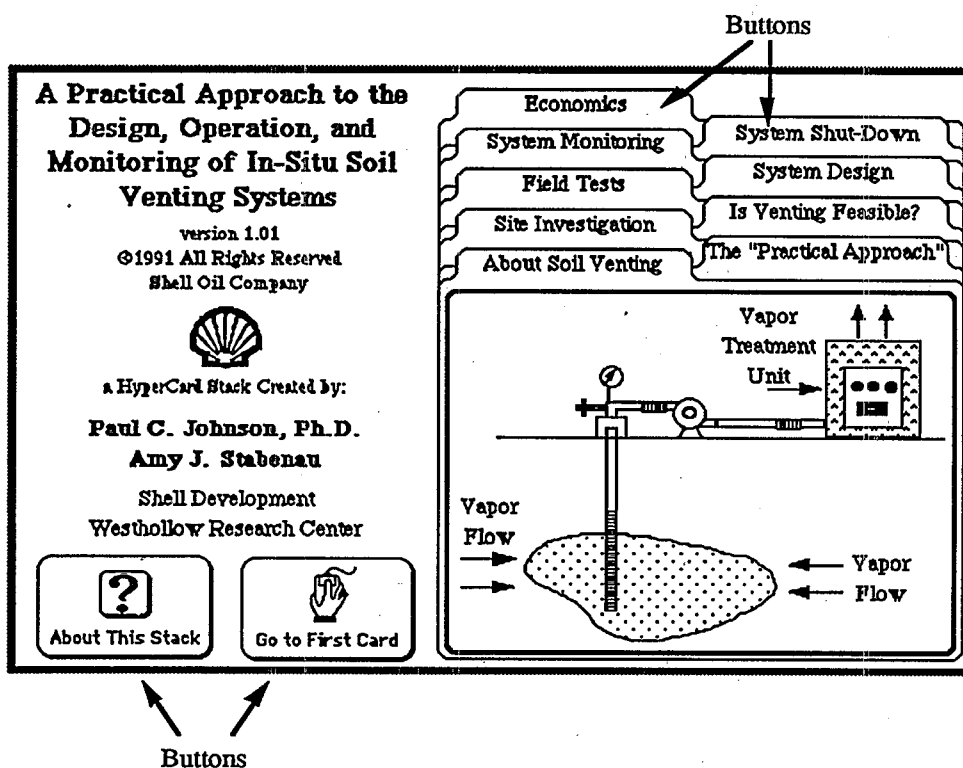 Buttons
A Practical Approach to the
Design, Operation, and
Monitoring of In-Situ Soil
Venting Systems
version 1.01
©1991 All Rights Reserved
Shell Oil Company
a HyperCard Stack Created by:
Paul C. Johnson, Ph.D.
Amy J. Stabenau
Shell Development
Westhollow Research Center
?
About This Stack
Go to First Card
Economics
System Shut-Down
System Monitoring
System Design
Field Tests
Is Venting Feasible?
Site Investigation
The "Practical Approach"
About Soil Venting
Vapor
Treatment
Unit
Vapor
Flow
Vapor
Flow
Buttons